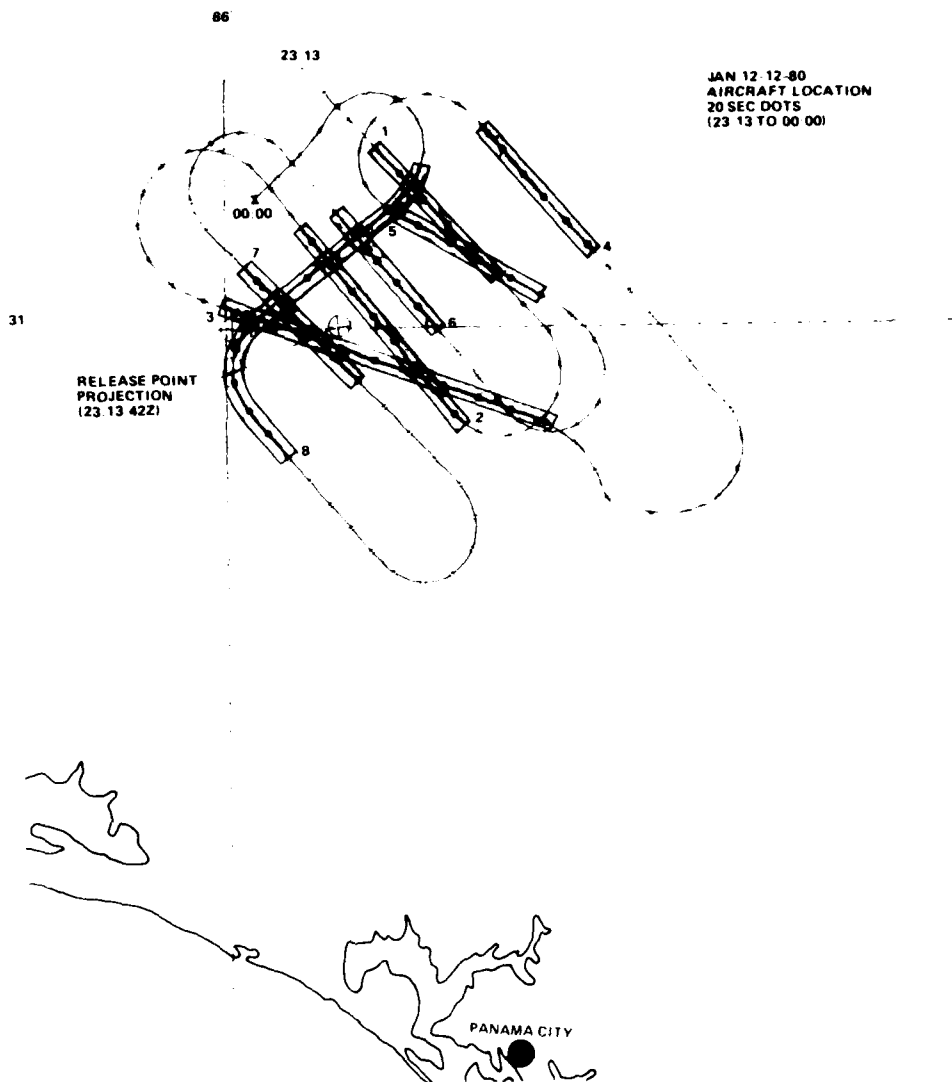 86
23 13
JAN 12-12-80
AIRCRAFT LOCATION
20 SEC DOTS
(23 13 TO 00 00)
1
00:00
5
4
7
31
3
6
RELEASE POINT
PROJECTION
(23 13 42Z)
2
8
PANAMA CITY